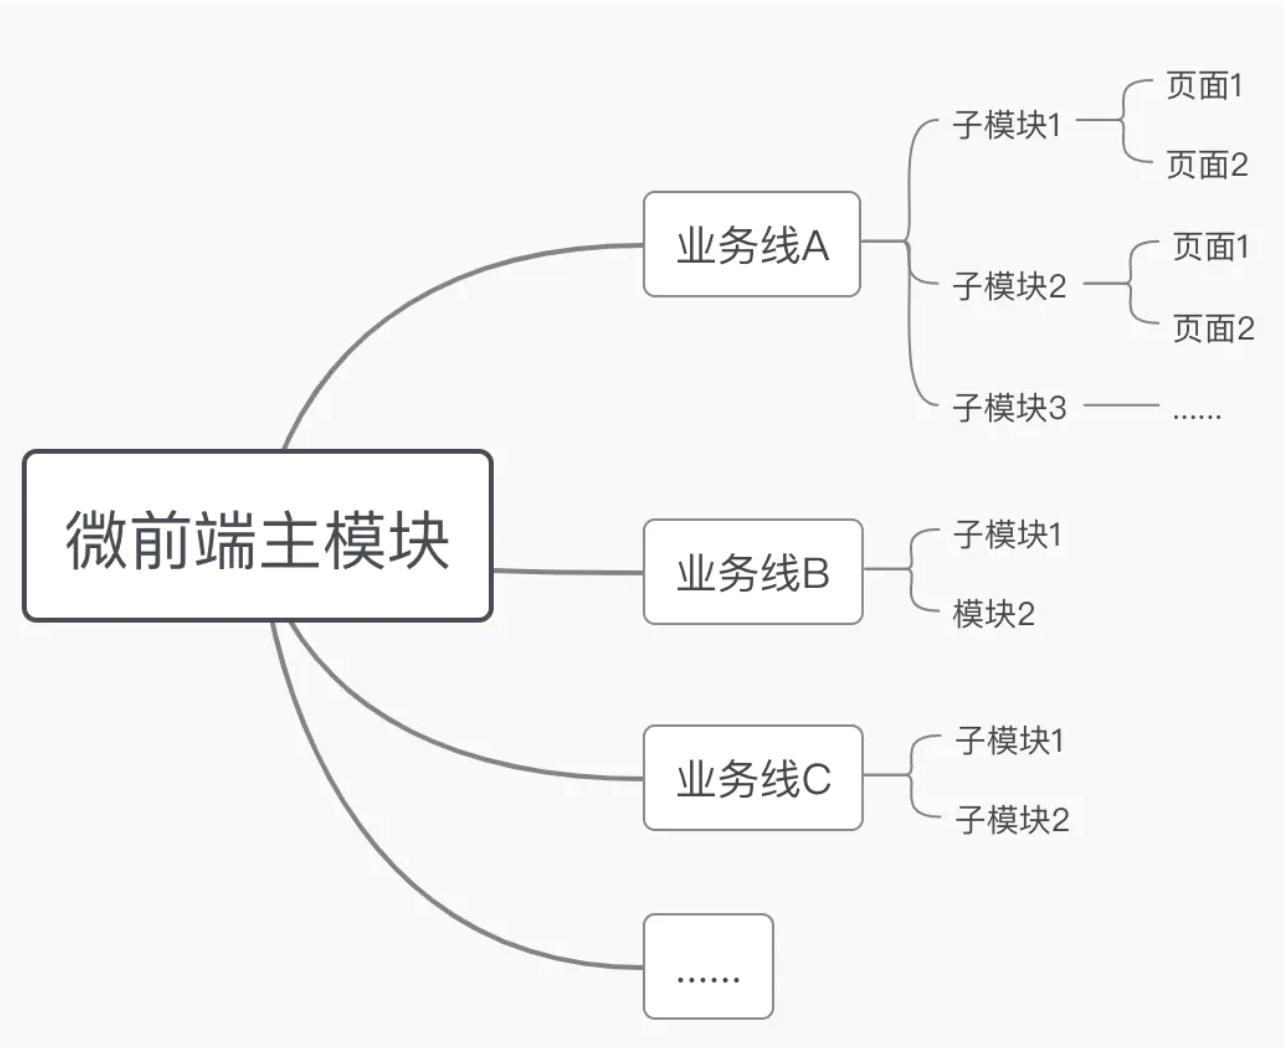 微前端主模块
业务线A
子模块1
页面1
页面2
子模块2
页面1
页面2
子模块3
......
业务线B
子模块1
模块2
业务线C
子模块1
子模块2
......